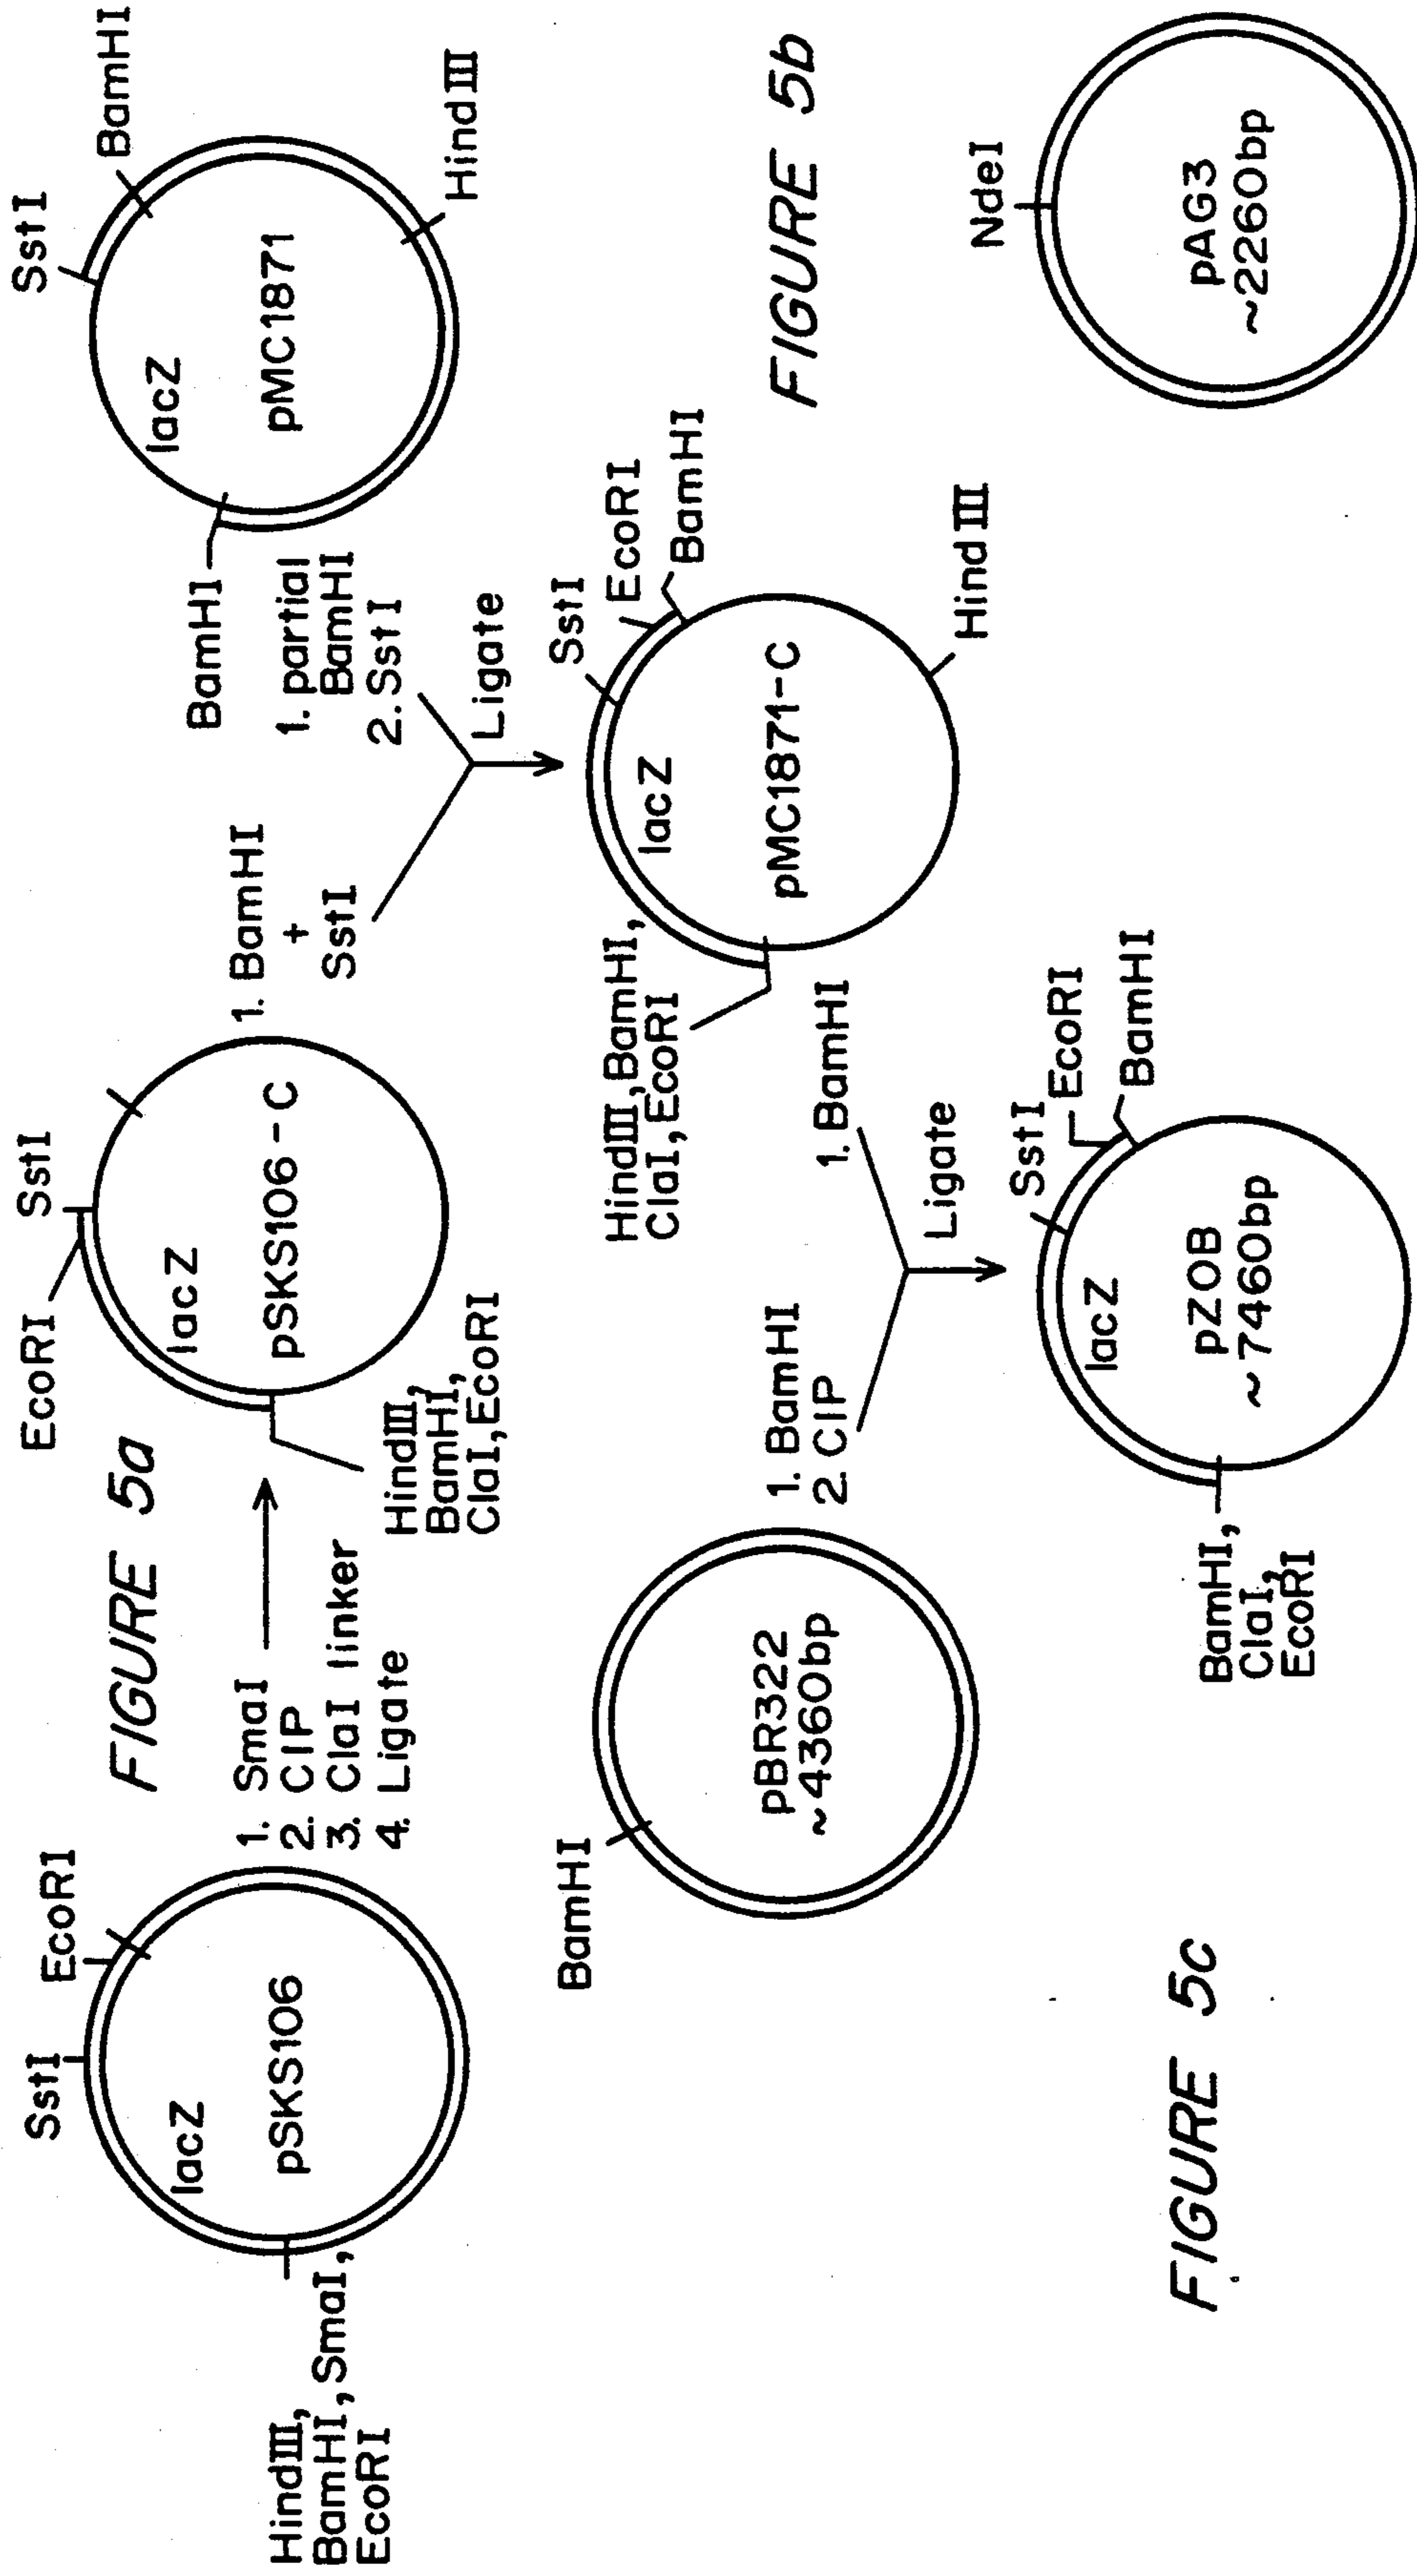 FIGURE 5a
SstI
EcoRI
lacZ
pSKS106
HindIII,
BamHI, SmaI,
EcoRI
1. SmaI
2. CIP
3. ClaI linker
4. Ligate
EcoRI
SstI
lacZ
pSKS106-C
HindIII,
BamHI,
ClaI, EcoRI
1. BamHI
+
SstI
SstI
BamHI
lacZ
pMC1871
BamHI
HindIII
1. partial
BamHI
2. SstI
Ligate
SstI
EcoRI
BamHI
lacZ
pMC1871-C
HindIII, BamHI,
ClaI, EcoRI
Hind III
FIGURE 5b
BamHI
pBR322
~4360bp
1. BamHI
2. CIP
1. BamHI
Ligate
SstI
EcoRI
BamHI
lacZ
pZOB
~7460bp
BamHI,
ClaI,
EcoRI
NdeI
pAG3
~2260bp
FIGURE 5c